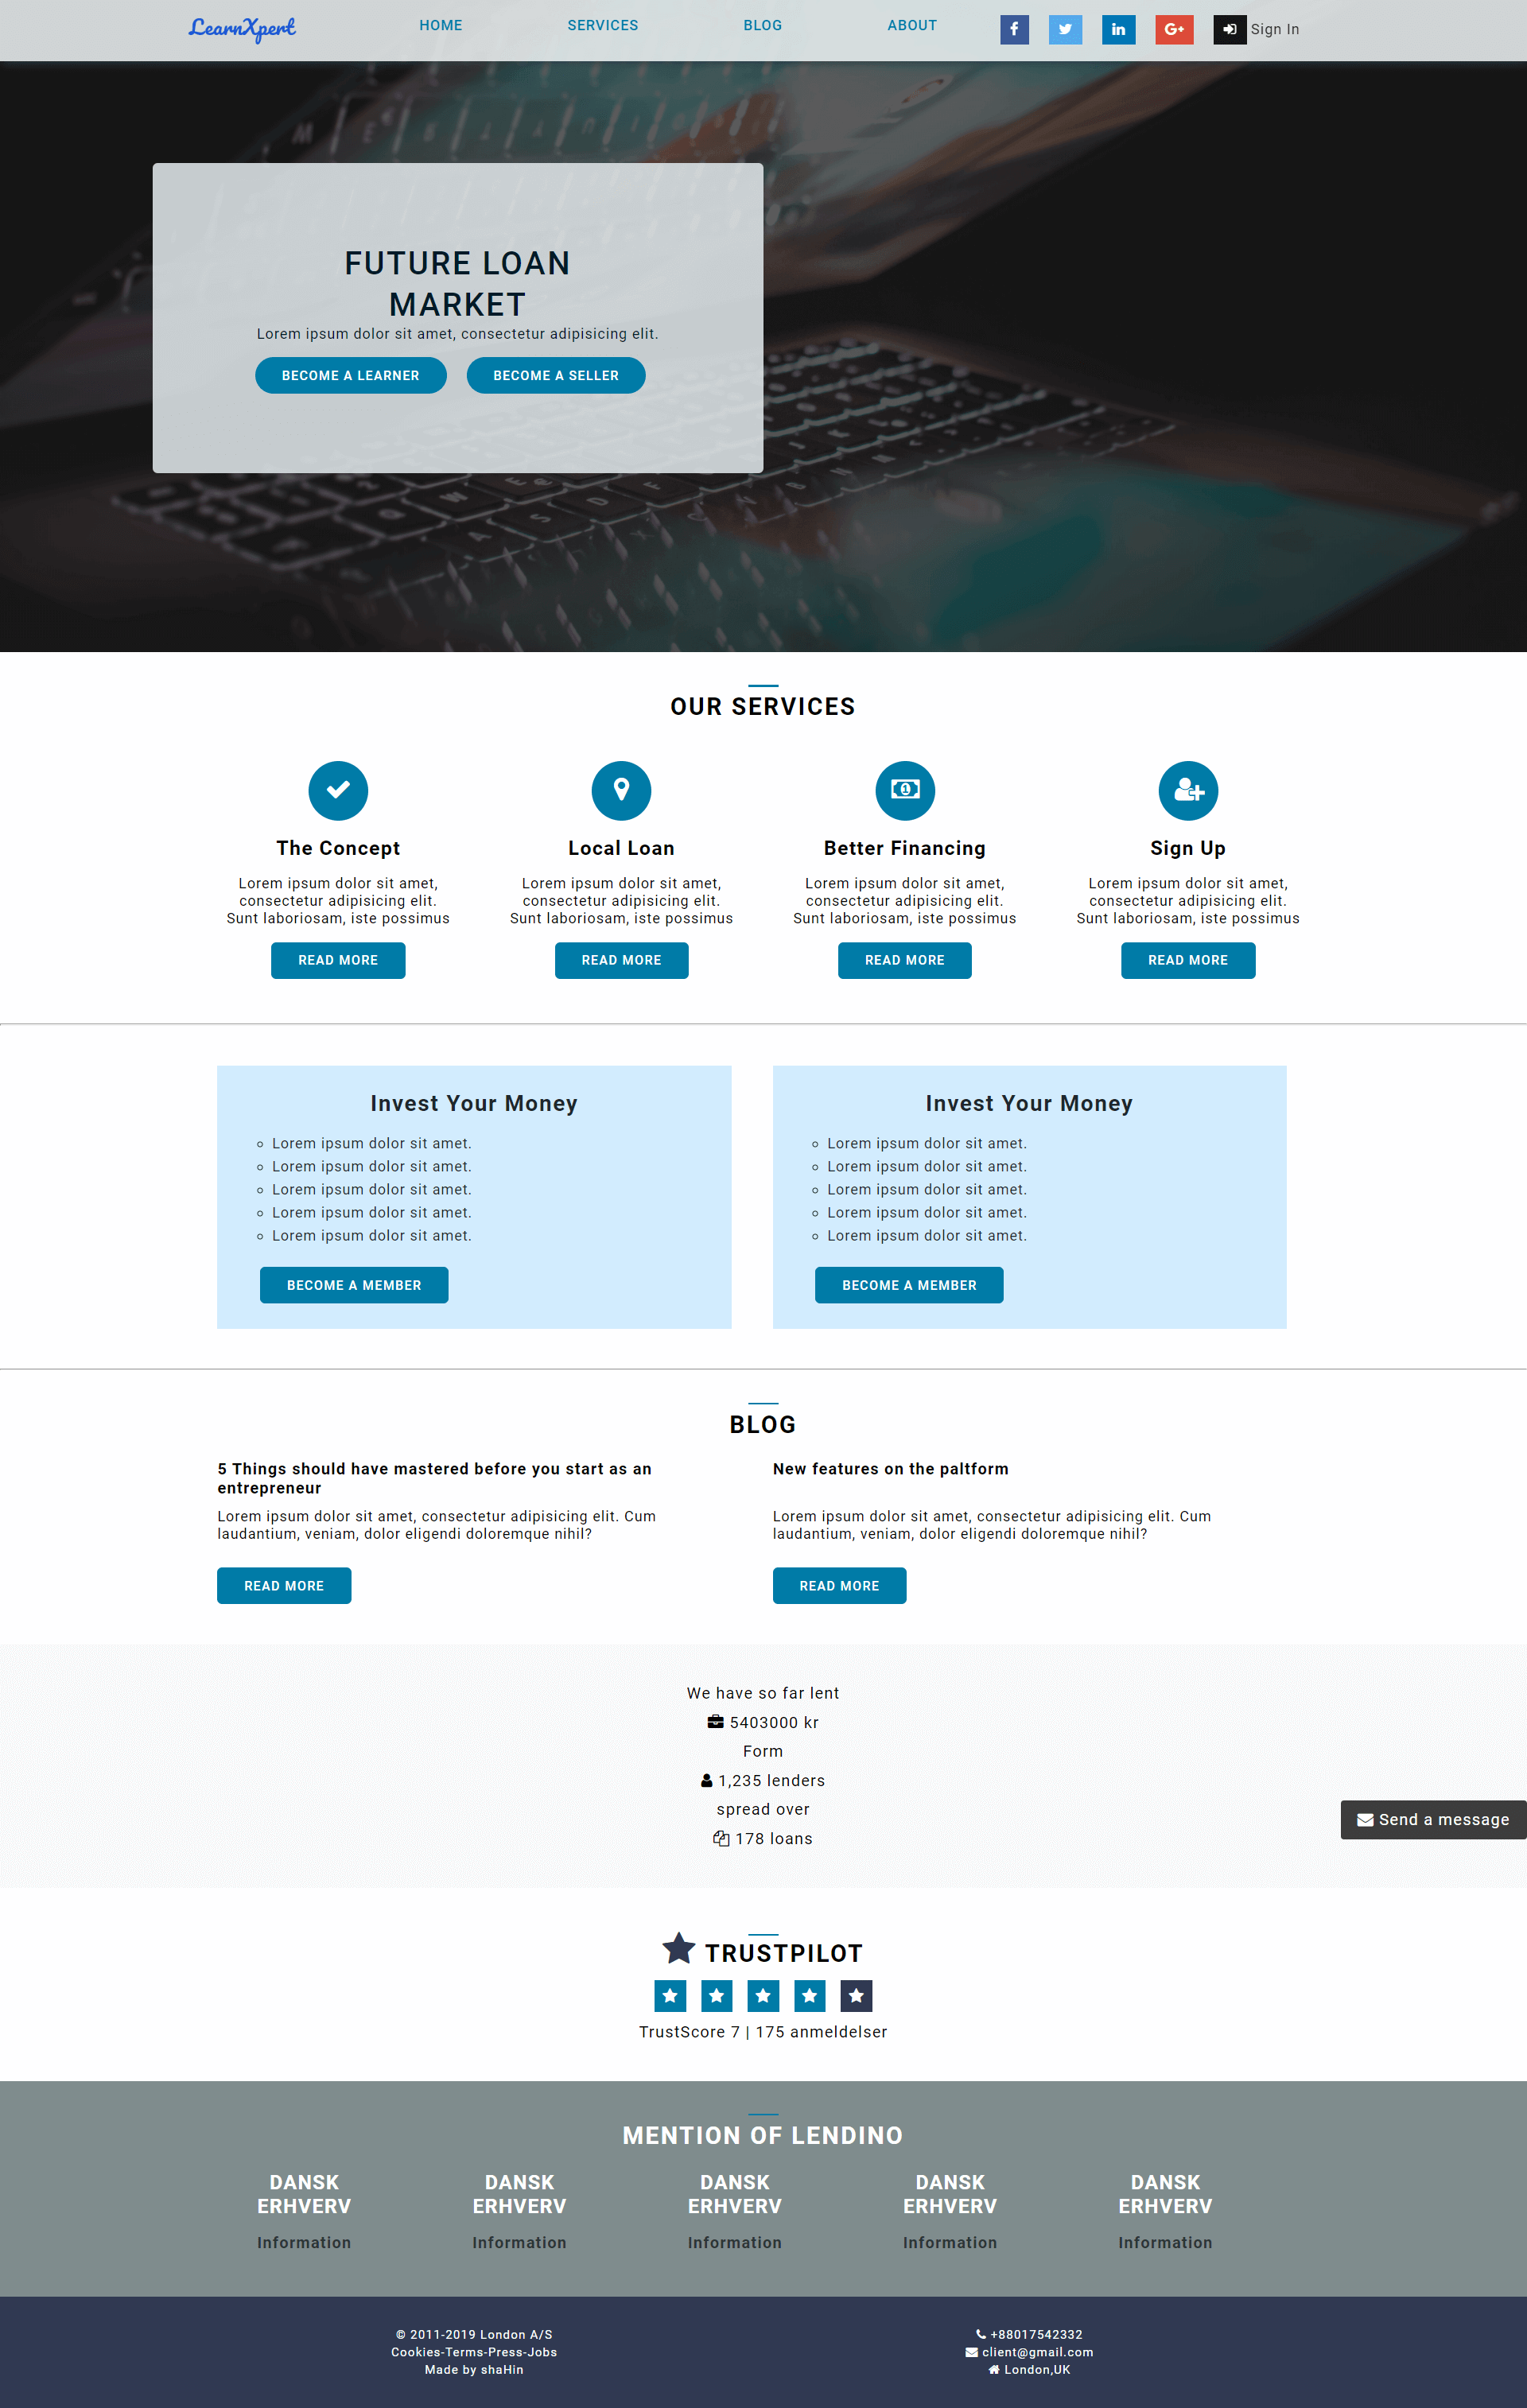 LearnXpert HOME SERVICES BLOG ABOUT Sign In
FUTURE LOAN
MARKET
Lorem ipsum dolor sit amet, consectetur adipisicing elit.
BECOME A LEARNER BECOME A SELLER
OUR SERVICES
The Concept
Lorem ipsum dolor sit amet,
consectetur adipisicing elit.
Sunt laboriosam, iste possimus
READ MORE
Local Loan
Lorem ipsum dolor sit amet,
consectetur adipisicing elit.
Sunt laboriosam, iste possimus
READ MORE
Better Financing
Lorem ipsum dolor sit amet,
consectetur adipisicing elit.
Sunt laboriosam, iste possimus
READ MORE
Sign Up
Lorem ipsum dolor sit amet,
consectetur adipisicing elit.
Sunt laboriosam, iste possimus
READ MORE
Invest Your Money
Lorem ipsum dolor sit amet.
Lorem ipsum dolor sit amet.
Lorem ipsum dolor sit amet.
Lorem ipsum dolor sit amet.
Lorem ipsum dolor sit amet.
BECOME A MEMBER
Invest Your Money
Lorem ipsum dolor sit amet.
Lorem ipsum dolor sit amet.
Lorem ipsum dolor sit amet.
Lorem ipsum dolor sit amet.
Lorem ipsum dolor sit amet.
BECOME A MEMBER
BLOG
5 Things should have mastered before you start as an
entrepreneur
Lorem ipsum dolor sit amet, consectetur adipisicing elit. Cum
laudantium, veniam, dolor eligendi doloremque nihil?
READ MORE
New features on the paltform
Lorem ipsum dolor sit amet, consectetur adipisicing elit. Cum
laudantium, veniam, dolor eligendi doloremque nihil?
READ MORE
We have so far lent
5403000 kr
Form
1,235 lenders
spread over
178 loans
Send a message
TRUSTPILOT
TrustScore 7 | 175 anmeldelser
MENTION OF LENDINO
DANSK
ERHVERV
Information
DANSK
ERHVERV
Information
DANSK
ERHVERV
Information
DANSK
ERHVERV
Information
DANSK
ERHVERV
Information
© 2011-2019 London A/S
Cookies-Terms-Press-Jobs
Made by shaHin
+88017542332
client@gmail.com
London,UK